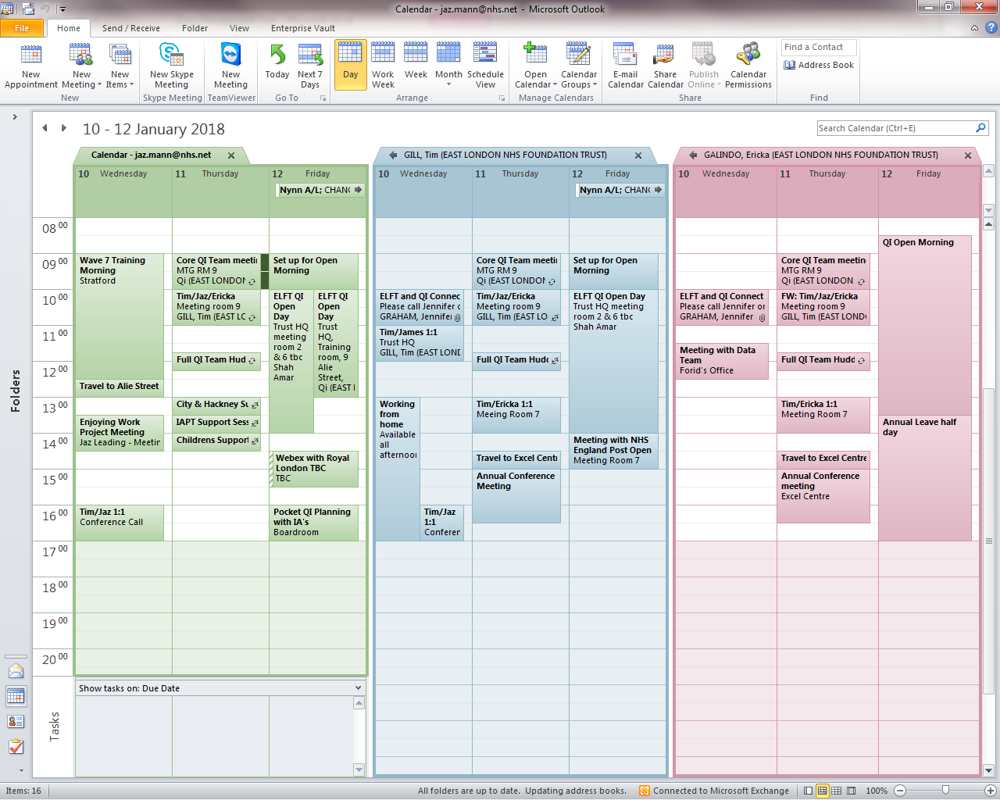 Calendar - jaz.mann@nhs.net - Microsoft Outlook
File Home Send / Receive Folder View Enterprise Vault
New Appointment
New Meeting
New Items
New Skype Meeting
New Meeting
Today
Next 7 Days
Day
Work Week
Week
Month
Schedule View
Open Calendar
Calendar Groups
E-mail Calendar
Share Calendar
Publish Online
Calendar Permissions
Find a Contact
Address Book
New Skype Meeting TeamViewer Go To Arrange Manage Calendars Share Find
10 - 12 January 2018
Search Calendar (Ctrl+E)
Folders
Calendar - jaz.mann@nhs.net
10 Wednesday 11 Thursday 12 Friday
Nynn A/L; CHANC
08 00
09 00
10 00
11 00
12 00
13 00
14 00
15 00
16 00
17 00
18 00
19 00
20 00
Wave 7 Training
Morning
Stratford
Travel to Alie Street
Enjoying Work
Project Meeting
Jaz Leading - Meetin
Tim/Jaz 1:1
Conference Call
Core QI Team meeti
MTG RM 9
Qi (EAST LONDON
Tim/Jaz/Ericka
Meeting room 9
GILL, Tim (EAST LC
Full QI Team Hud
City & Hackney Su
IAPT Support Sess
Childrens Support
Set up for Open
Morning
ELFT QI
Open
Day
Trust HQ
meeting
room 2
& 6 tbc
Shah
Amar
ELFT QI
Open
Day
Trust
HQ,
Training
room, 9
Alie
Street,
Qi (EAST I
Webex with Royal
London TBC
TBC
Pocket QI Planning
with IA's
Boardroom
Tasks
Show tasks on: Due Date
GILL, Tim (EAST LONDON NHS FOUNDATION TRUST)
10 Wednesday 11 Thursday 12 Friday
Nynn A/L; CHANC
ELFT and QI Connect
Please call Jennifer o
GRAHAM, Jennifer
Tim/James 1:1
Trust HQ
GILL, Tim (EAST LONE
Working
from
home
Available
all
afternoor
Tim/Jaz
1:1
Conferen
Core QI Team meeti
MTG RM 9
Qi (EAST LONDON
Tim/Jaz/Ericka
Meeting room 9
GILL, Tim (EAST LO
Full QI Team Hudd
Tim/Ericka 1:1
Meeing Room 7
Travel to Excel Centr
Annual Conference
Meeting
Set up for Open
Morning
ELFT QI Open Day
Trust HQ meeting
room 2 & 6 tbc
Shah Amar
Meeting with NHS
England Post Open
Meeting Room 7
GALINDO, Ericka (EAST LONDON NHS FOUNDATION TRUST)
10 Wednesday 11 Thursday 12 Friday
ELFT and QI Connect
Please call Jennifer or
GRAHAM, Jennifer
Meeting with Data
Team
Forid's Office
Core QI Team meetin
MTG RM 9
Qi (EAST LONDON
FW: Tim/Jaz/Ericka
Meeting room 9
GILL, Tim (EAST LOND
Full QI Team Hudd
Tim/Ericka 1:1
Meeing Room 7
Travel to Excel Centre
Annual Conference
meeting
Excel Centre
QI Open Morning
Annual Leave half
day
Items: 16
All folders are up to date. Updating address books. Connected to Microsoft Exchange 100%